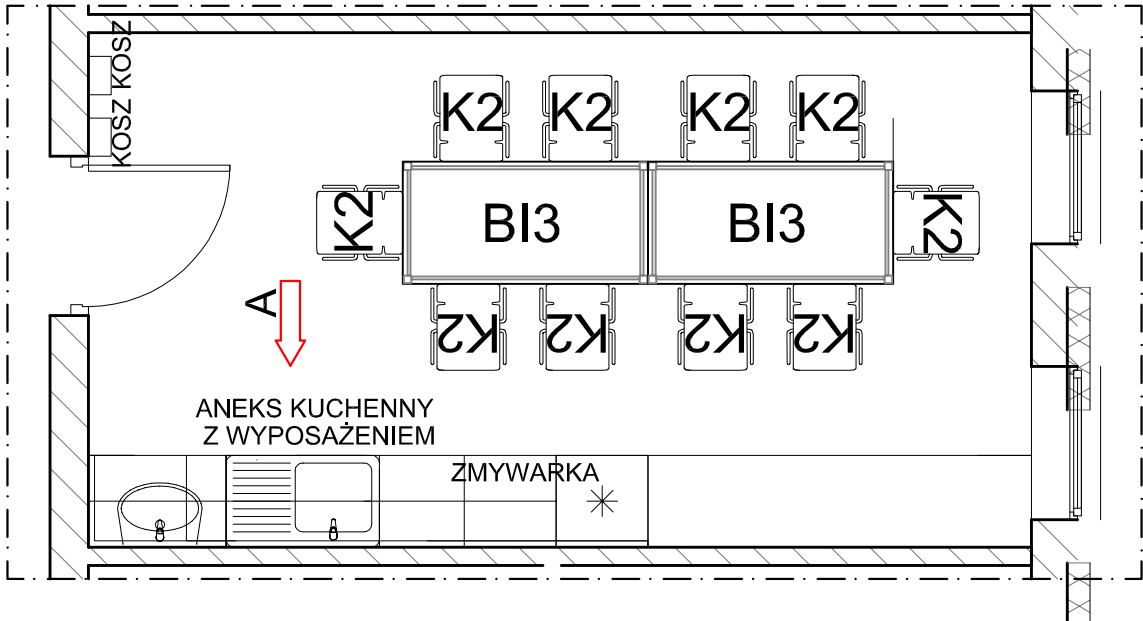 KOSZ
KOSZ
K2
K2
K2
K2
K2
BI3
BI3
K2
K2
K2
K2
K2
A
ANEKS KUCHENNY
Z WYPOSAŻENIEM
ZMYWARKA